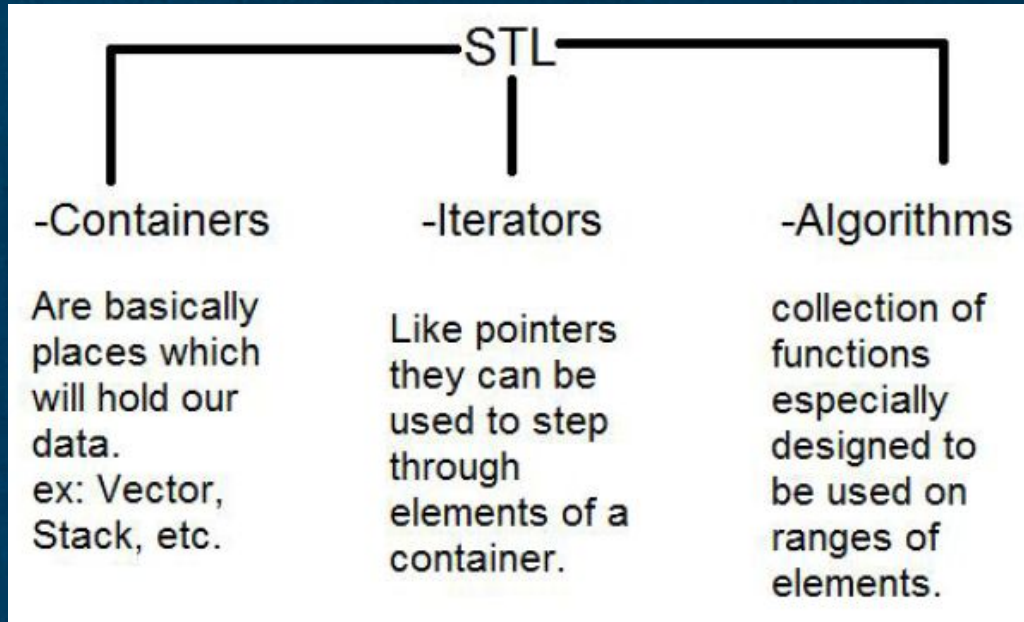 STL
-Containers
Are basically
places which
will hold our
data.
ex: Vector,
Stack, etc.
-Iterators
Like pointers
they can be
used to step
through
elements of a
container.
-Algorithms
collection of
functions
especially
designed to
be used on
ranges of
elements.